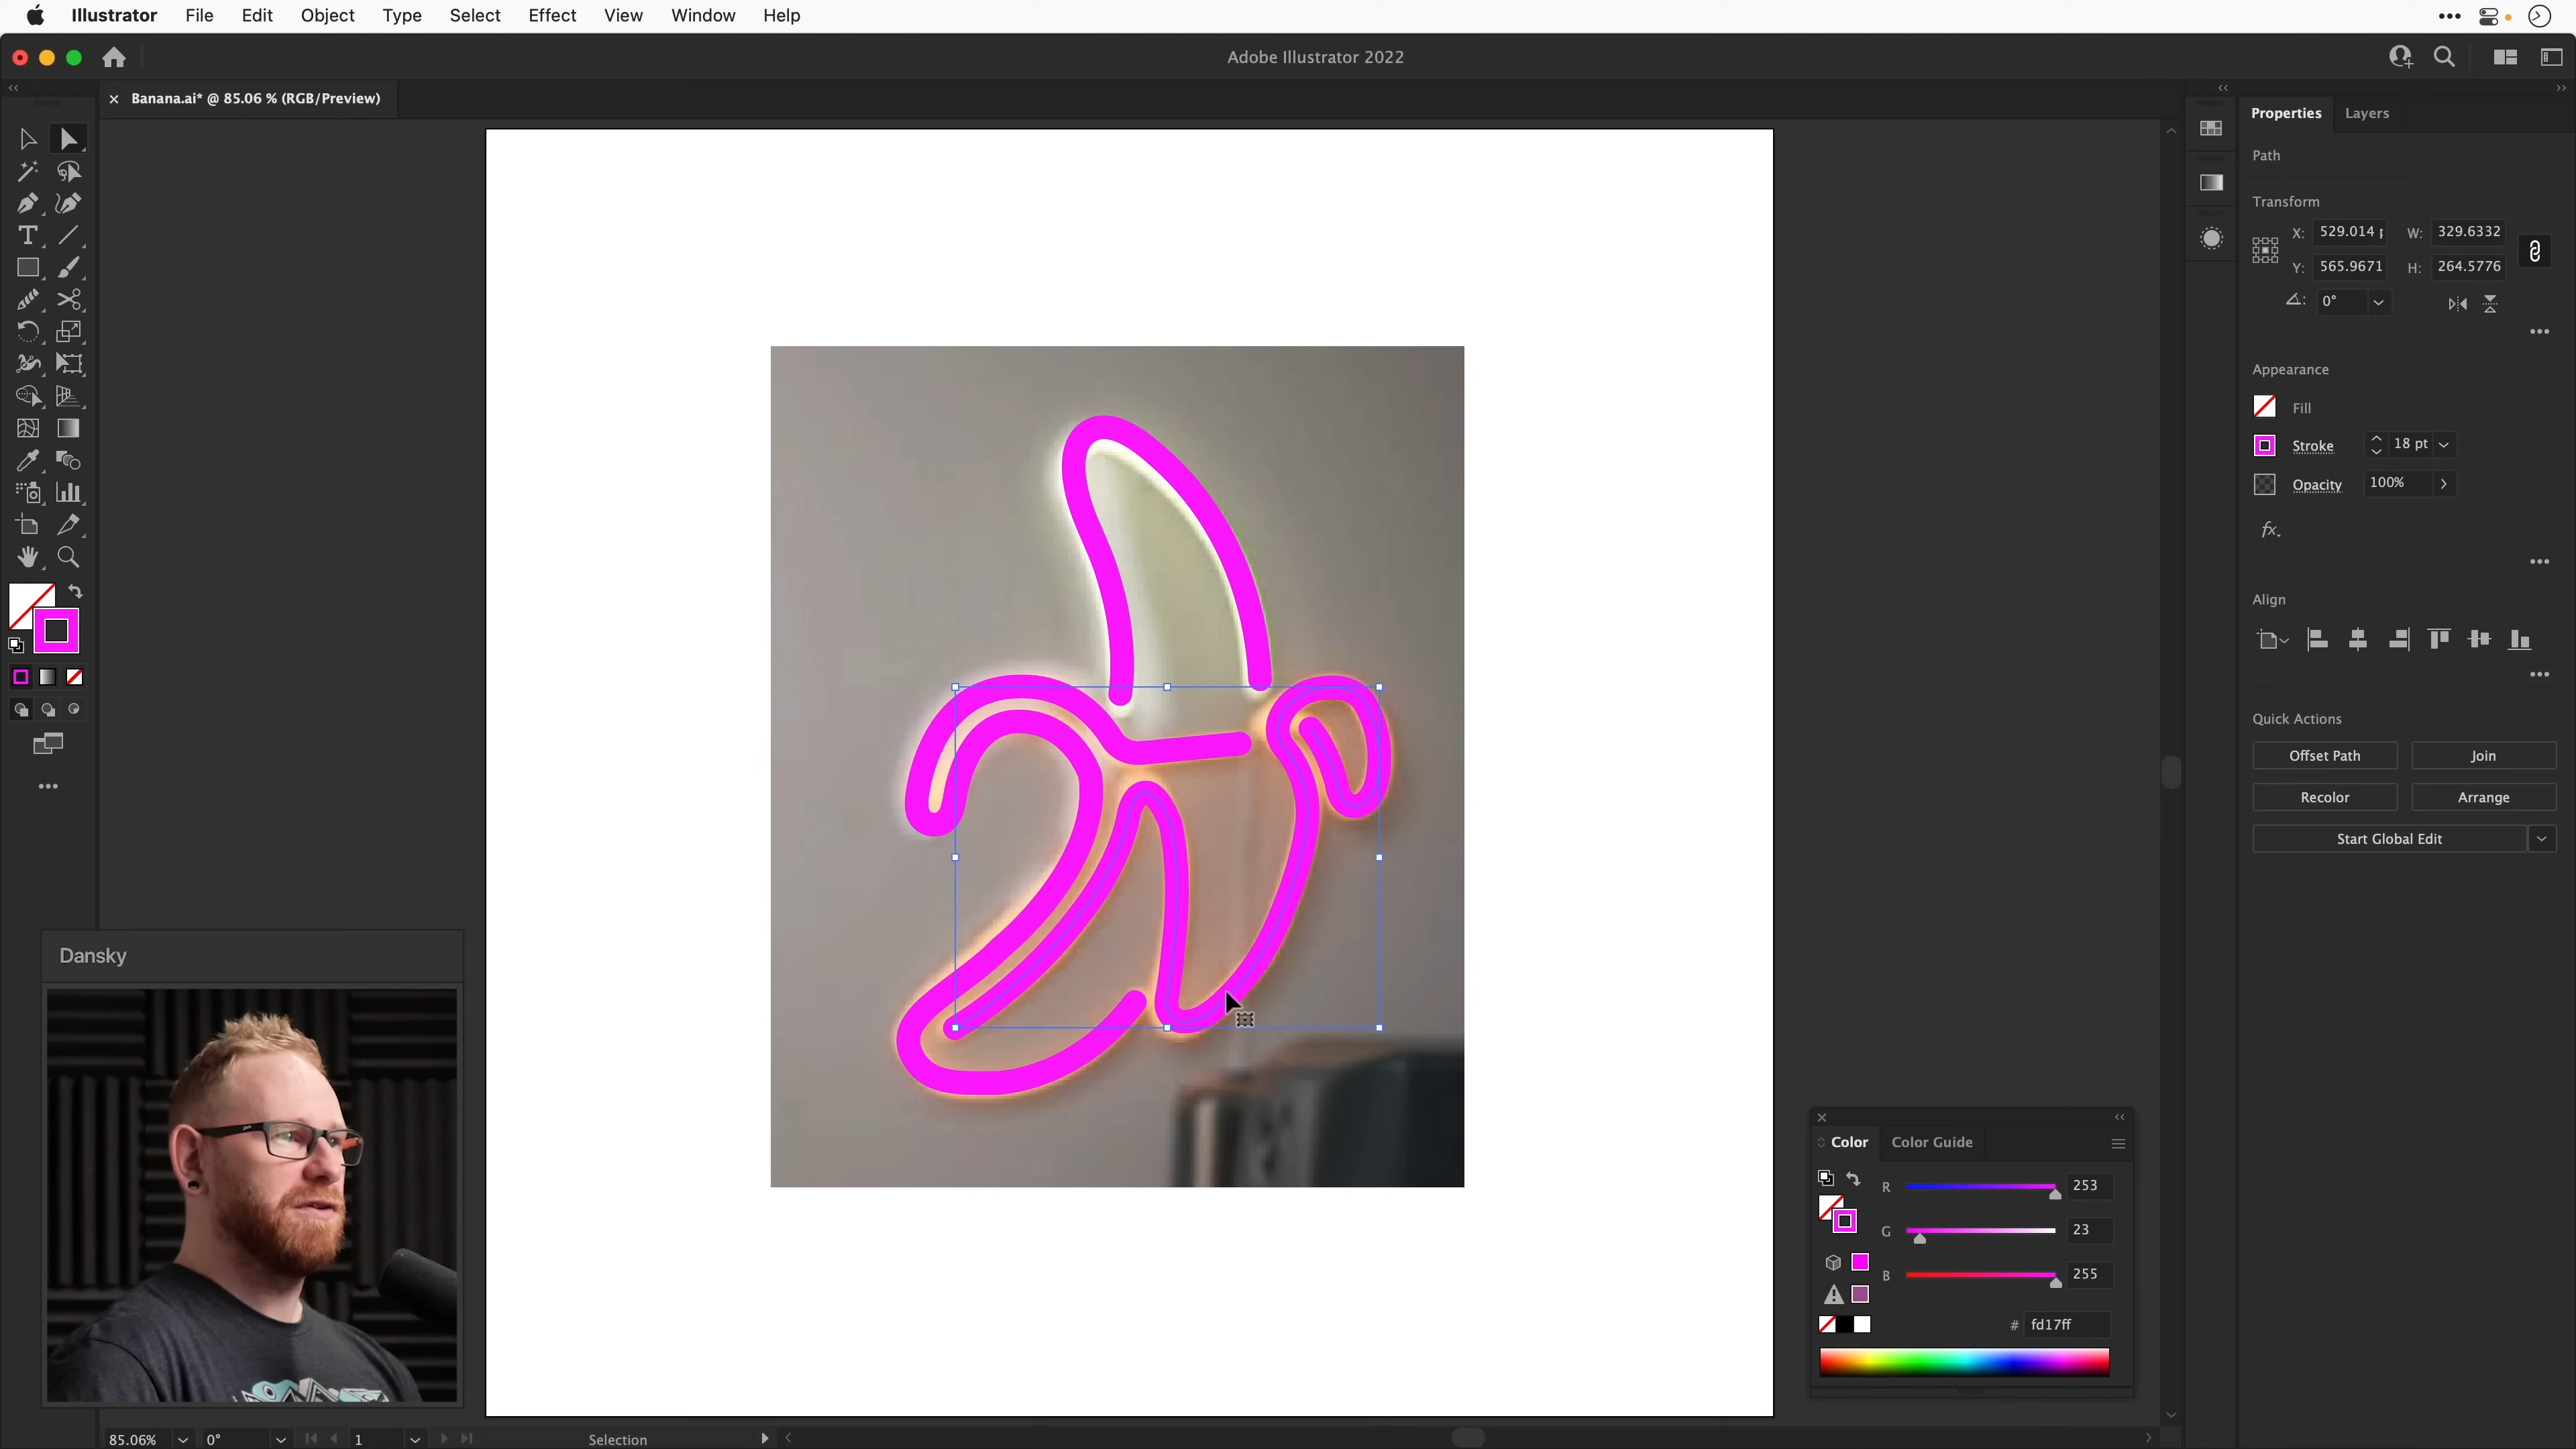 Illustrator File Edit Object Type Select Effect View Window Help
Adobe Illustrator 2022
Banana.ai* @ 85.06 % (RGB/Preview)
Properties Layers
Path
Transform
X: 529.014 W: 329.6332
Y: 565.9671 H: 264.5776
0°
Appearance
Fill
Stroke 18 pt
Opacity 100%
fx.
Align
Quick Actions
Offset Path Join
Recolor Arrange
Start Global Edit
Dansky
Color Color Guide
R 253
G 23
B 255
# fd17ff
85.06% 0° 1 Selection